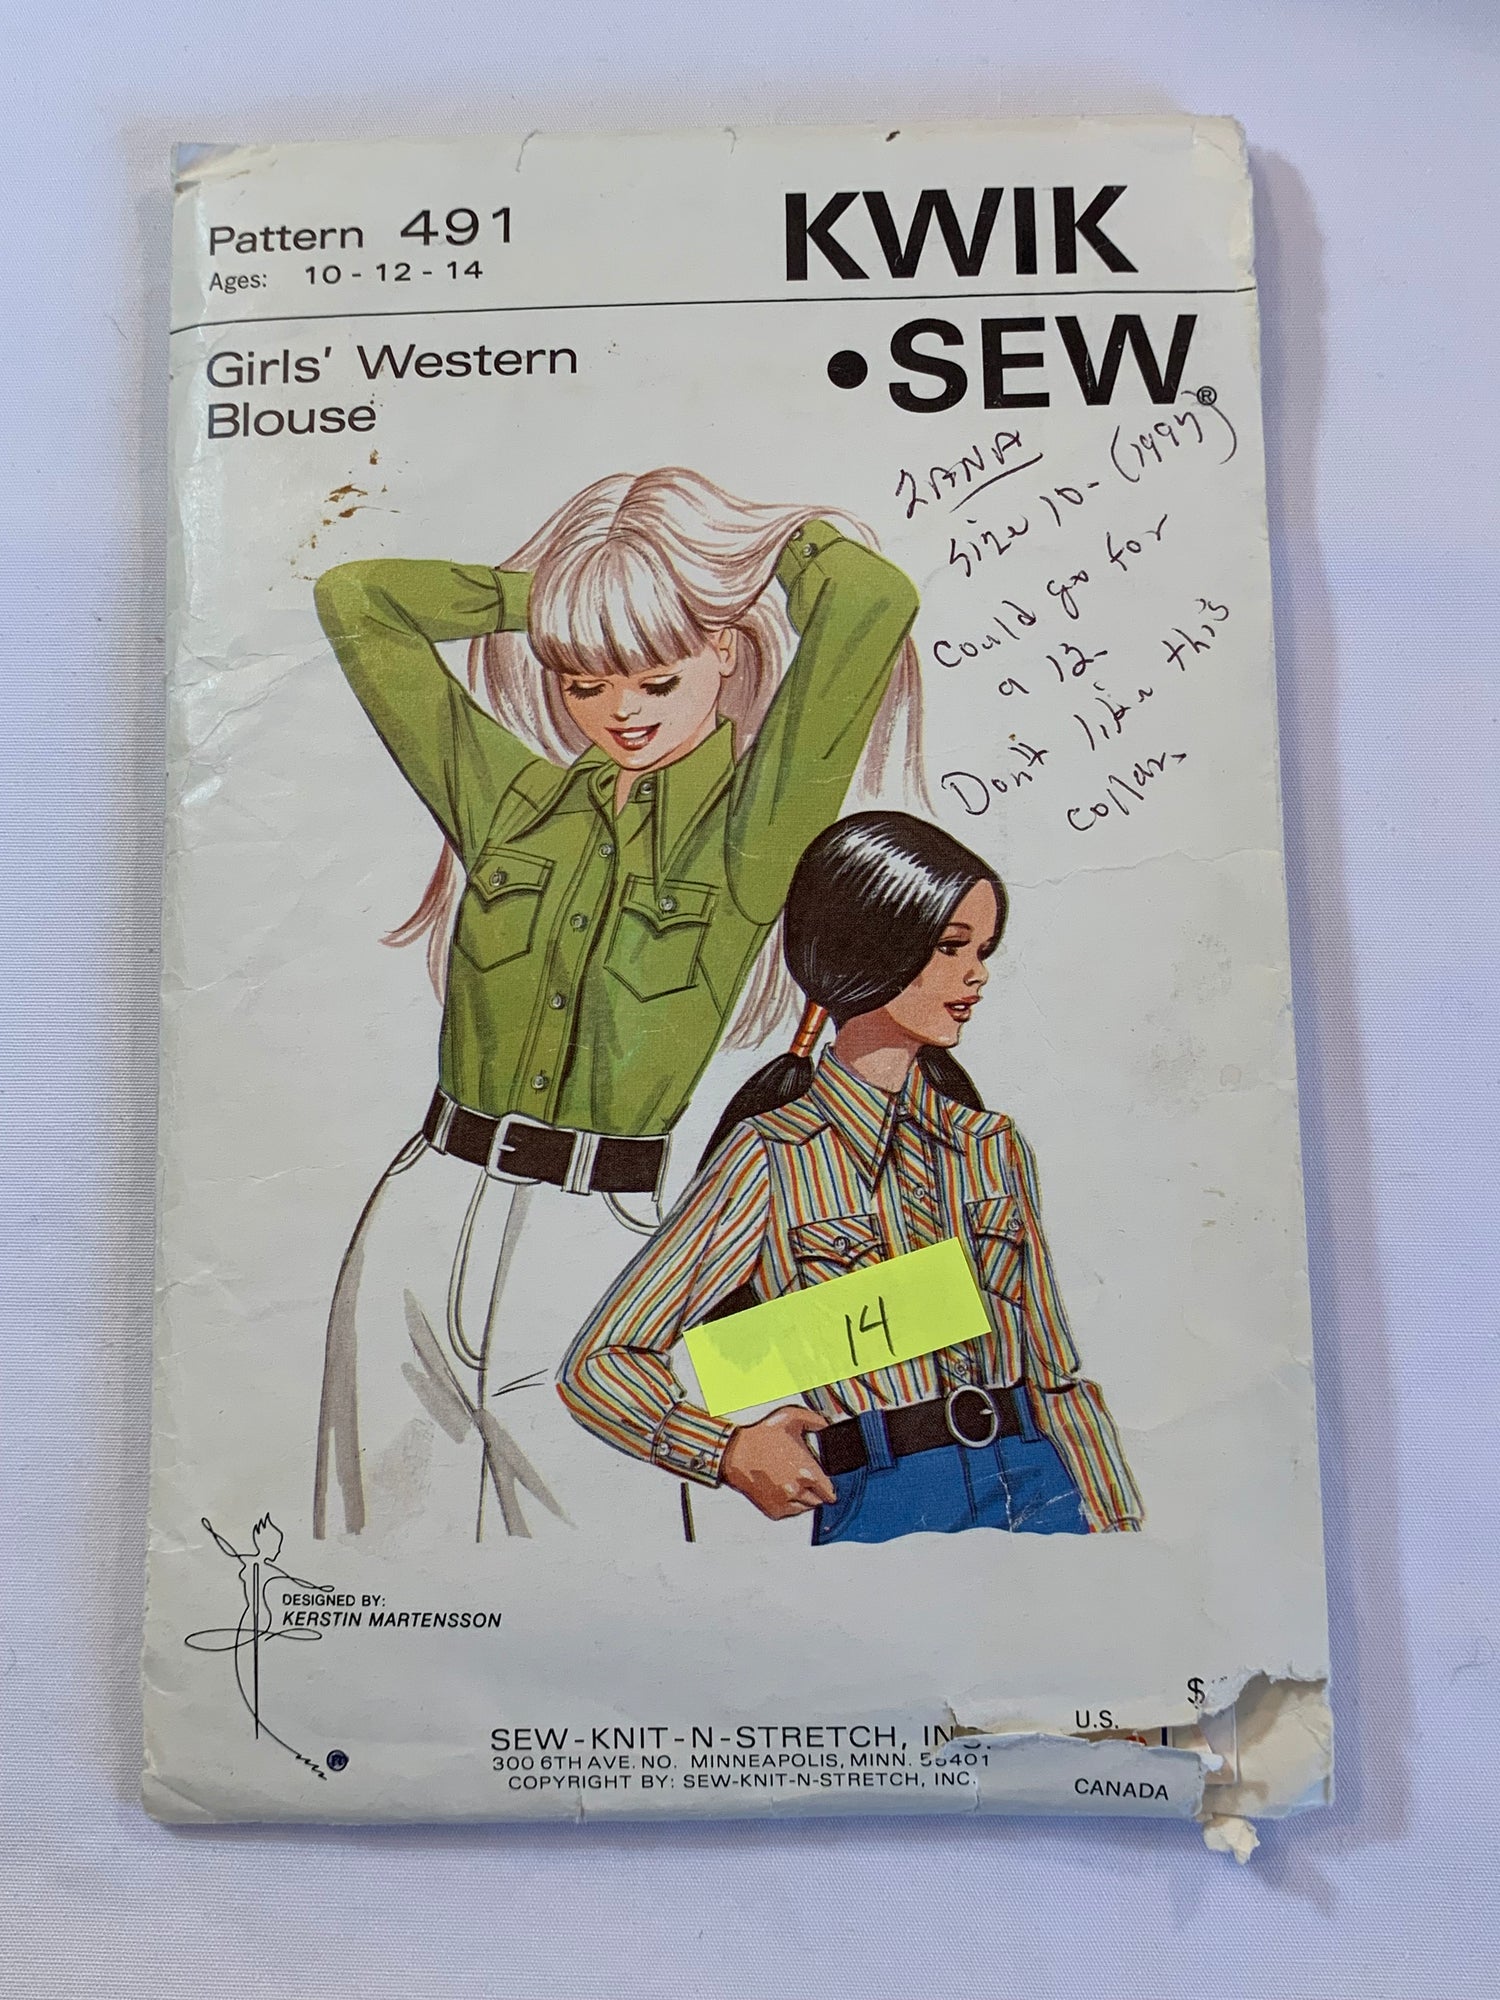 Pattern 491
Ages: 10 - 12 - 14
KWIK
• SEW®
Girls' Western
Blouse
ZANA
Size 10 - (1997)
Could go for
a 12.
Don't like this
collar.
14
DESIGNED BY:
KERSTIN MARTENSSON
®
SEW-KNIT-N-STRETCH, INC.
300 6TH AVE. NO. MINNEAPOLIS, MINN. 55401
COPYRIGHT BY: SEW-KNIT-N-STRETCH, INC.
$
U.S.
CANADA